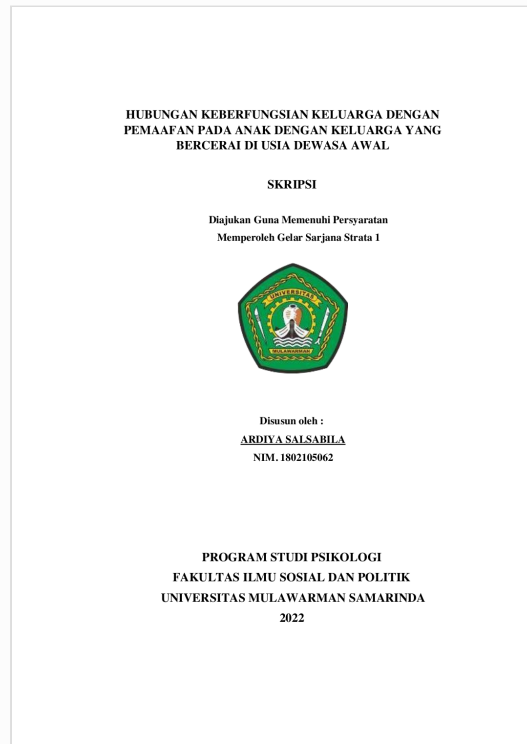 HUBUNGAN KEBERFUNGSIAN KELUARGA DENGAN
PEMAAFAN PADA ANAK DENGAN KELUARGA YANG
BERCERAI DI USIA DEWASA AWAL
SKRIPSI
Diajukan Guna Memenuhi Persyaratan
Memperoleh Gelar Sarjana Strata 1
UNIVERSITAS
MULAWARMAN
Disusun oleh :
ARDIYA SALSABILA
NIM. 1802105062
PROGRAM STUDI PSIKOLOGI
FAKULTAS ILMU SOSIAL DAN POLITIK
UNIVERSITAS MULAWARMAN SAMARINDA
2022